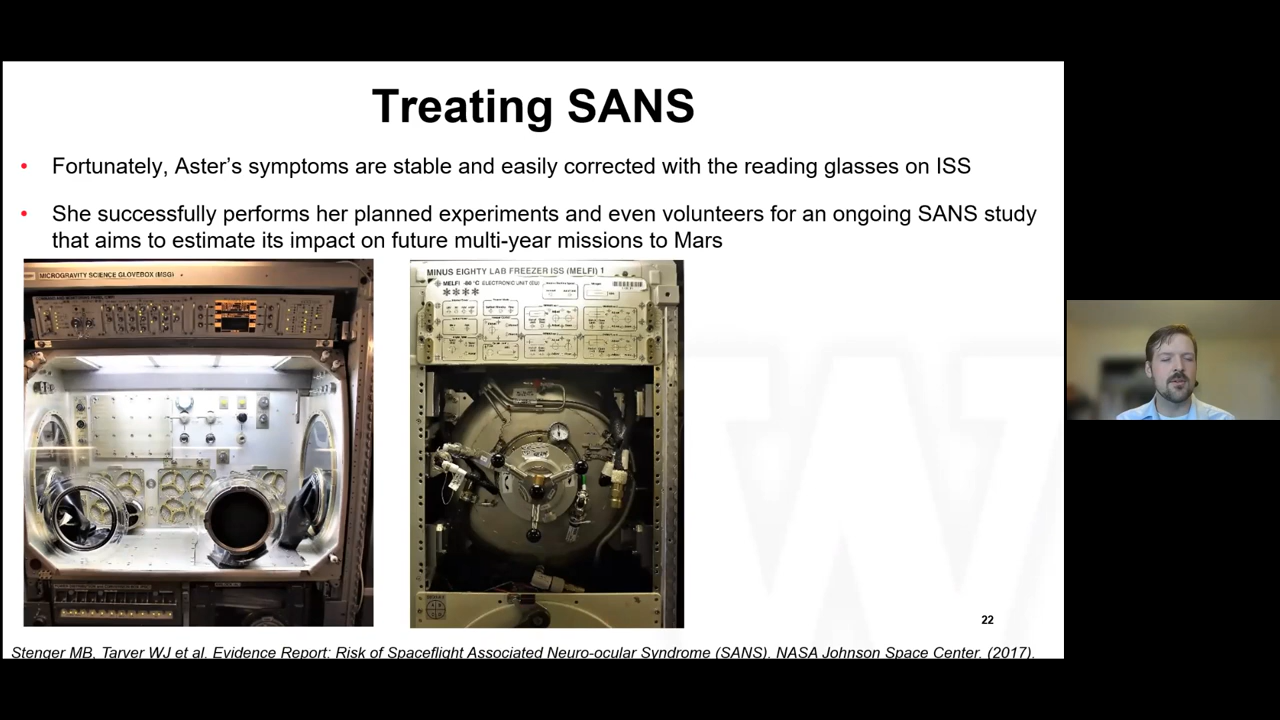 Treating SANS
• Fortunately, Aster’s symptoms are stable and easily corrected with the reading glasses on ISS
• She successfully performs her planned experiments and even volunteers for an ongoing SANS study
that aims to estimate its impact on future multi-year missions to Mars
MICROGRAVITY SCIENCE GLOVEBOX (MSG)
MINUS EIGHTY LAB FREEZER ISS (MELFI) 1
MELFI -80 °C ELECTRONIC UNIT (EU)
22
Stenger MB, Tarver WJ et al. Evidence Report: Risk of Spaceflight Associated Neuro-ocular Syndrome (SANS). NASA Johnson Space Center. (2017).